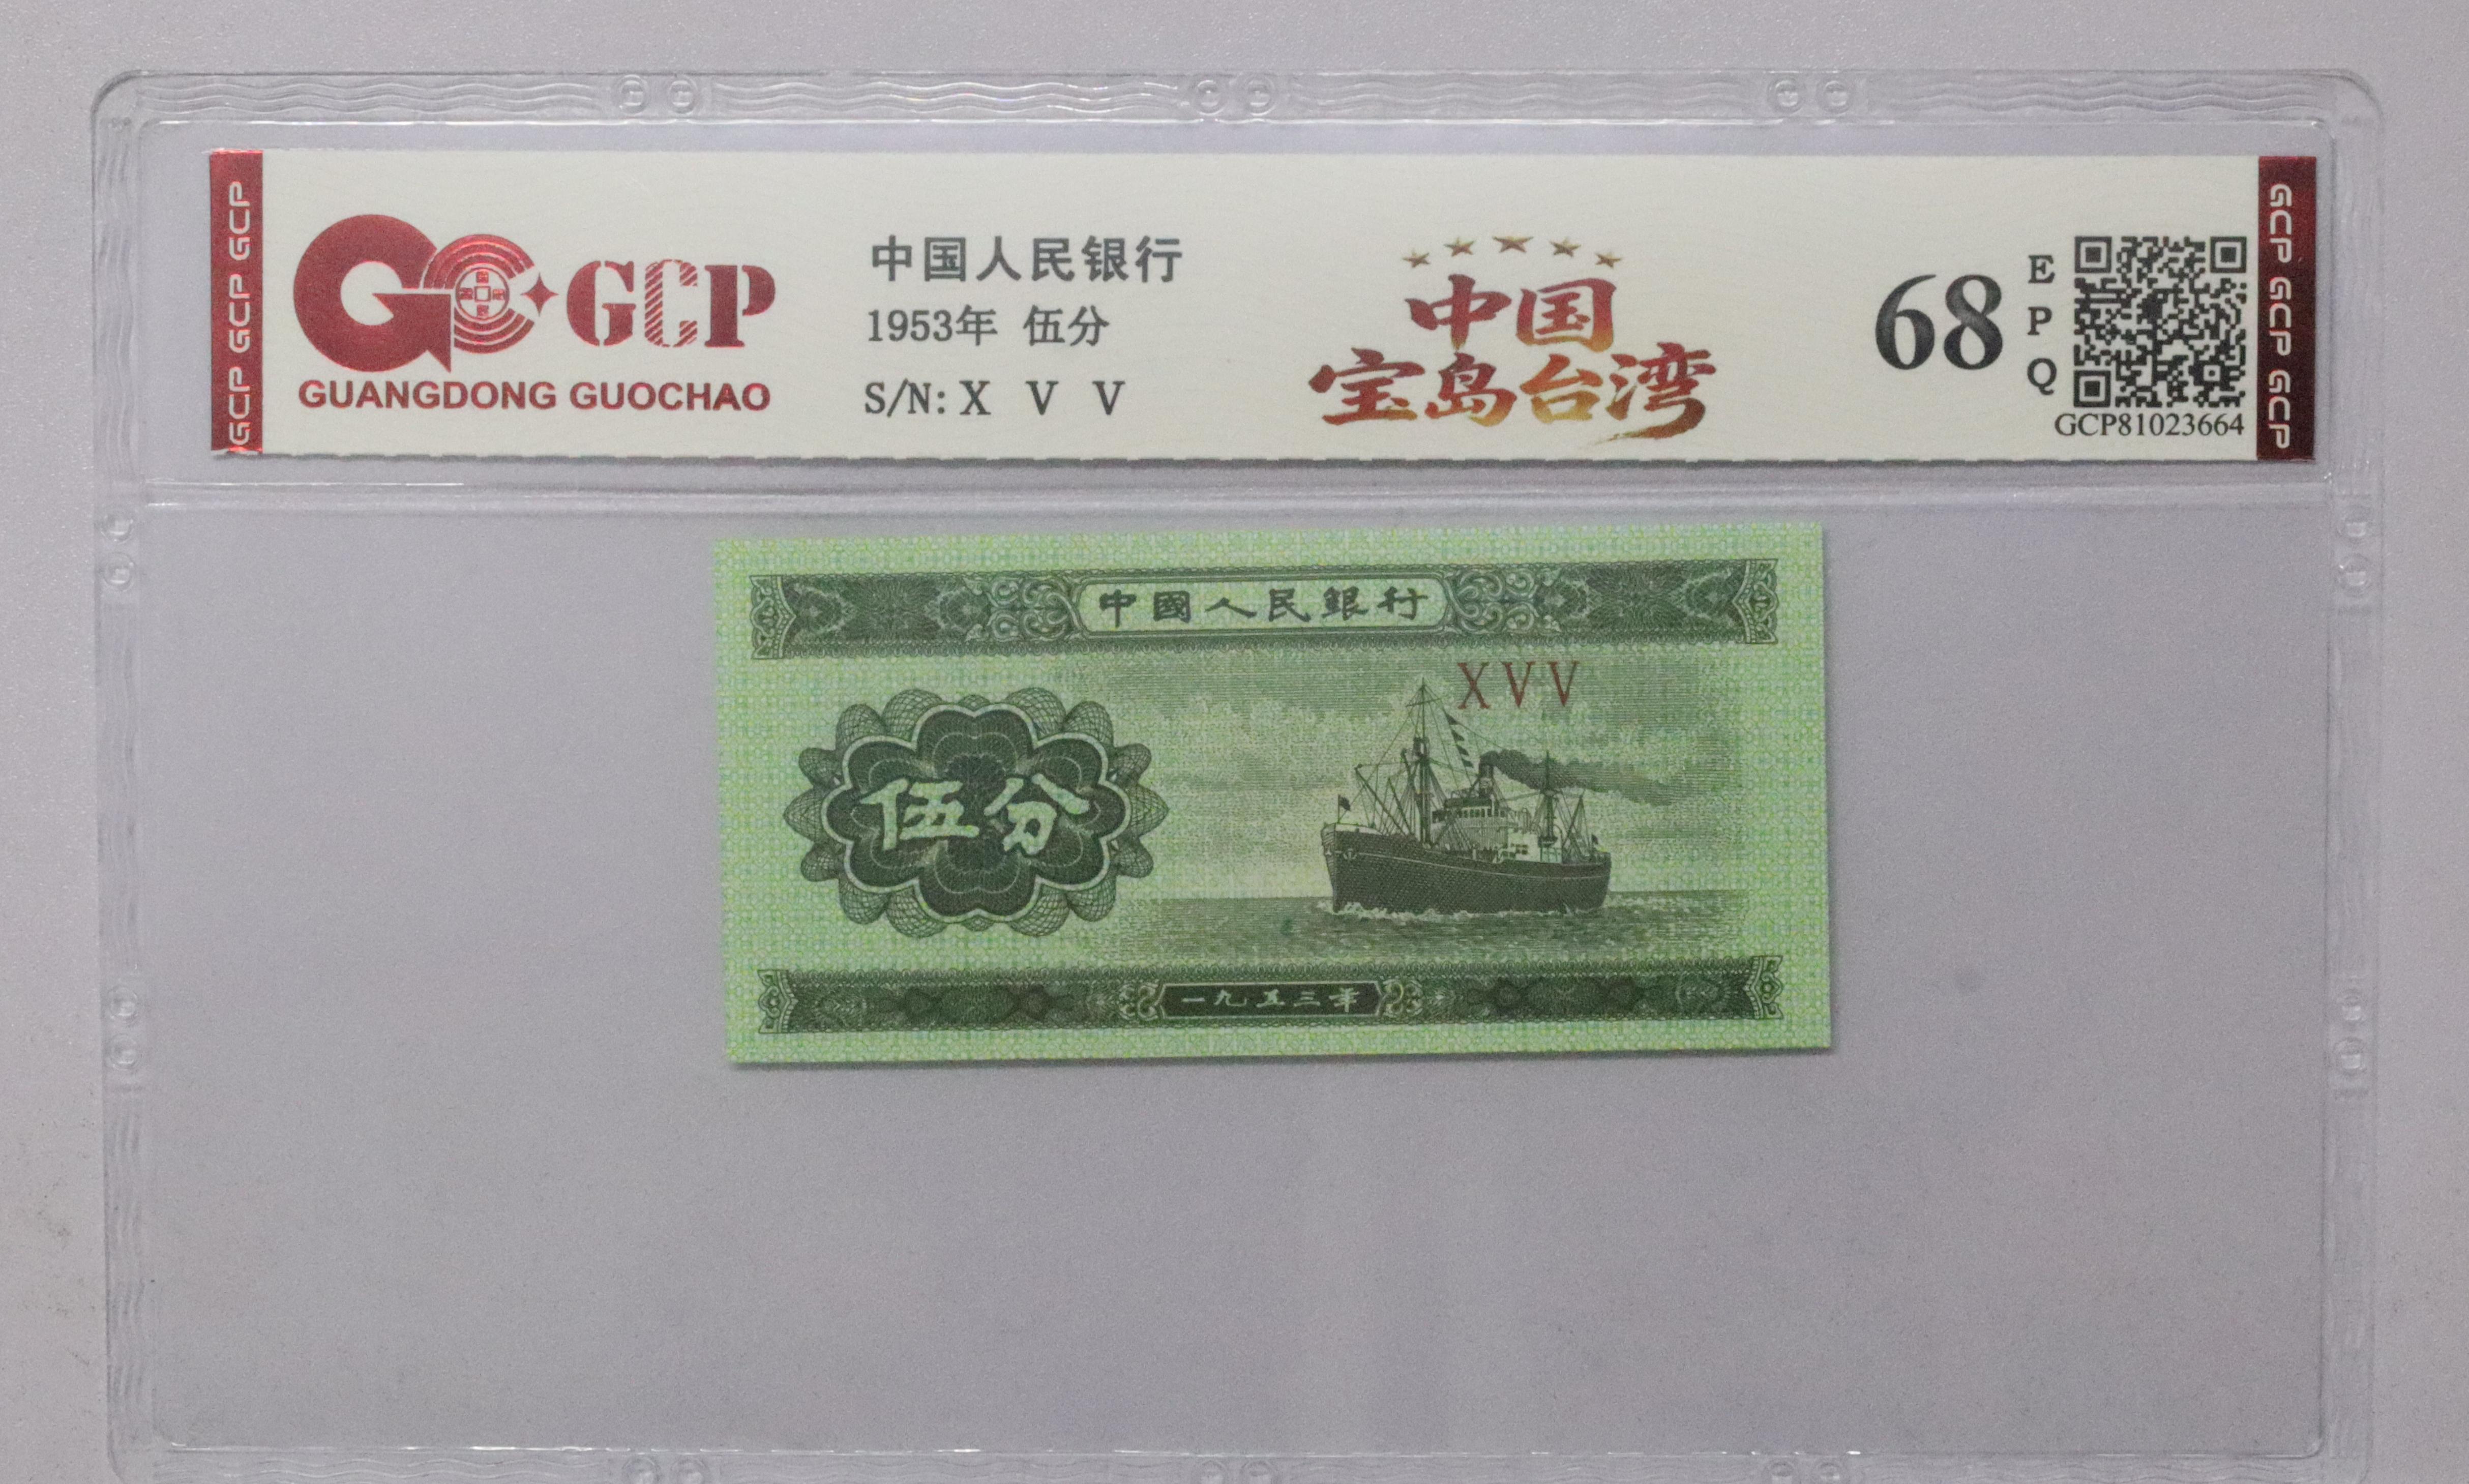 GCP GCP GCP
GCP
GUANGDONG GUOCHAO
中国人民银行
1953年 伍分
S/N: X V V
中国
宝岛台湾
68
E
P
Q
GCP81023664
GCP GCP GCP
中國人民銀行
XVV
伍分
一九五三年